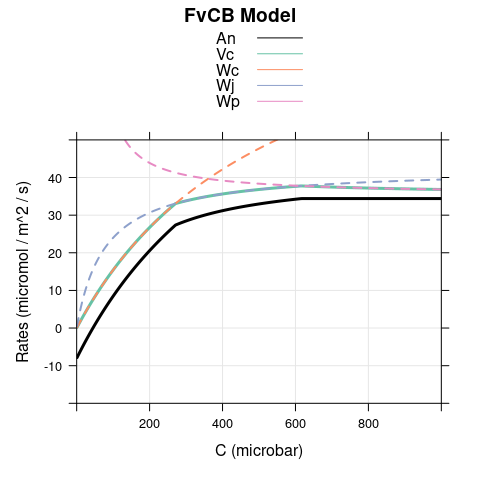 FvCB Model
An
Vc
Wc
Wj
Wp
Rates (micromol / m^2 / s)
40
30
20
10
0
-10
200 400 600 800
C (microbar)